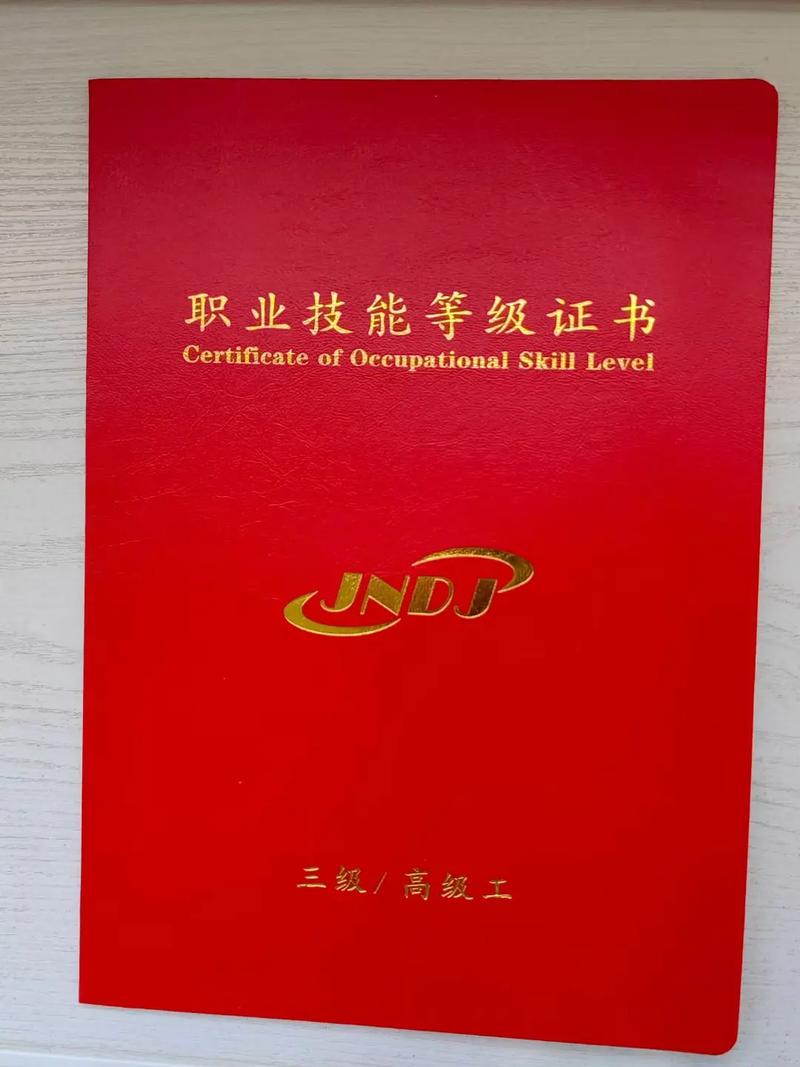 职业技能等级证书
Certificate of Occupational Skill Level
JNDJ
三级/高级工